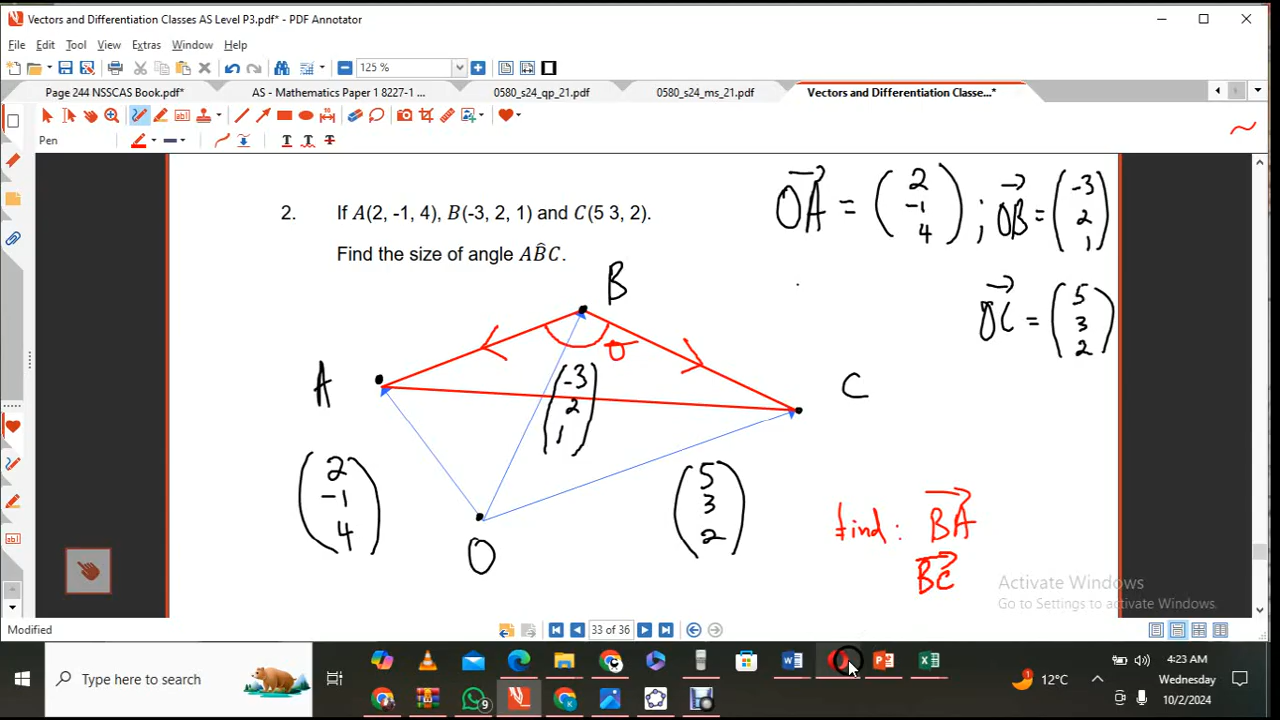 Vectors and Differentiation Classes AS Level P3.pdf* - PDF Annotator
File Edit Tool Extras Window Help
125 %
Page 244 NSSCAS Book.pdf* AS - Mathematics Paper 1 8227-1 ... 0580_s24_qp_21.pdf 0580_s24_ms_21.pdf Vectors and Differentiation Classe...*
Pen
2. If A(2, -1, 4), B(-3, 2, 1) and C(5 3, 2).
Find the size of angle AB̂C.
OA→ = (2 -1 4) ; OB→ = (-3 2 1)
OC→ = (5 3 2)
B
θ
A
C
(-3 2 1)
(2 -1 4)
(5 3 2)
O
find: BA→
BC→
Activate Windows
Go to Settings to activate Windows.
Modified
33 of 36
Type here to search
9
12°C
4:23 AM
Wednesday
10/2/2024